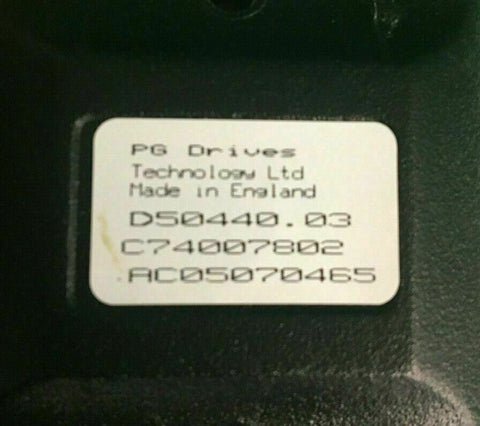 PG Drives
Technology Ltd
Made in England
D50440.03
C74007802
AC05070465